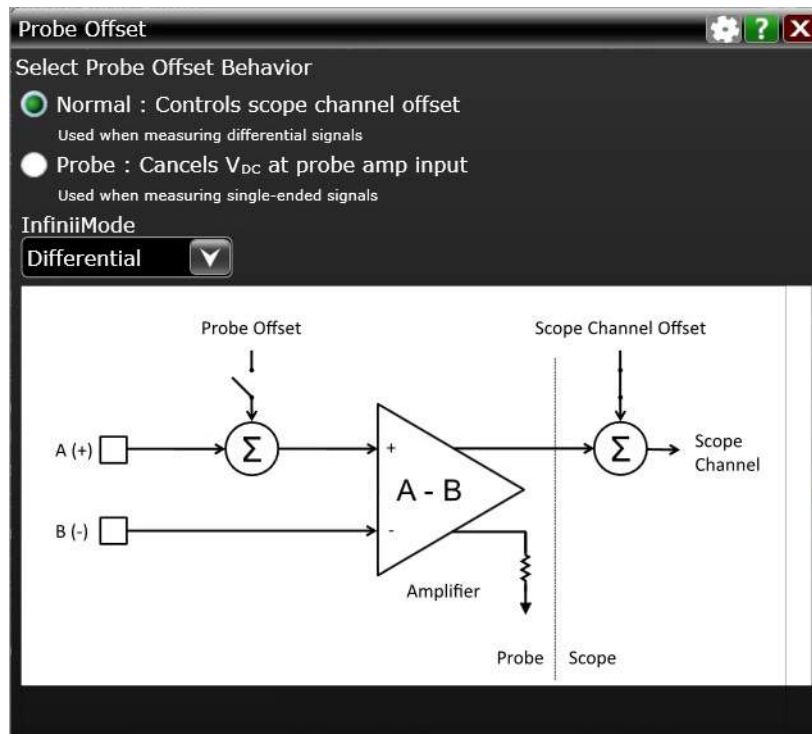 Probe Offset
?
X
Select Probe Offset Behavior
Normal : Controls scope channel offset
Used when measuring differential signals
Probe : Cancels VDC at probe amp input
Used when measuring single-ended signals
InfiniiMode
Differential
Probe Offset
Scope Channel Offset
A (+)
Σ
+
Σ
Scope
Channel
A - B
B (-)
-
Amplifier
Probe
Scope